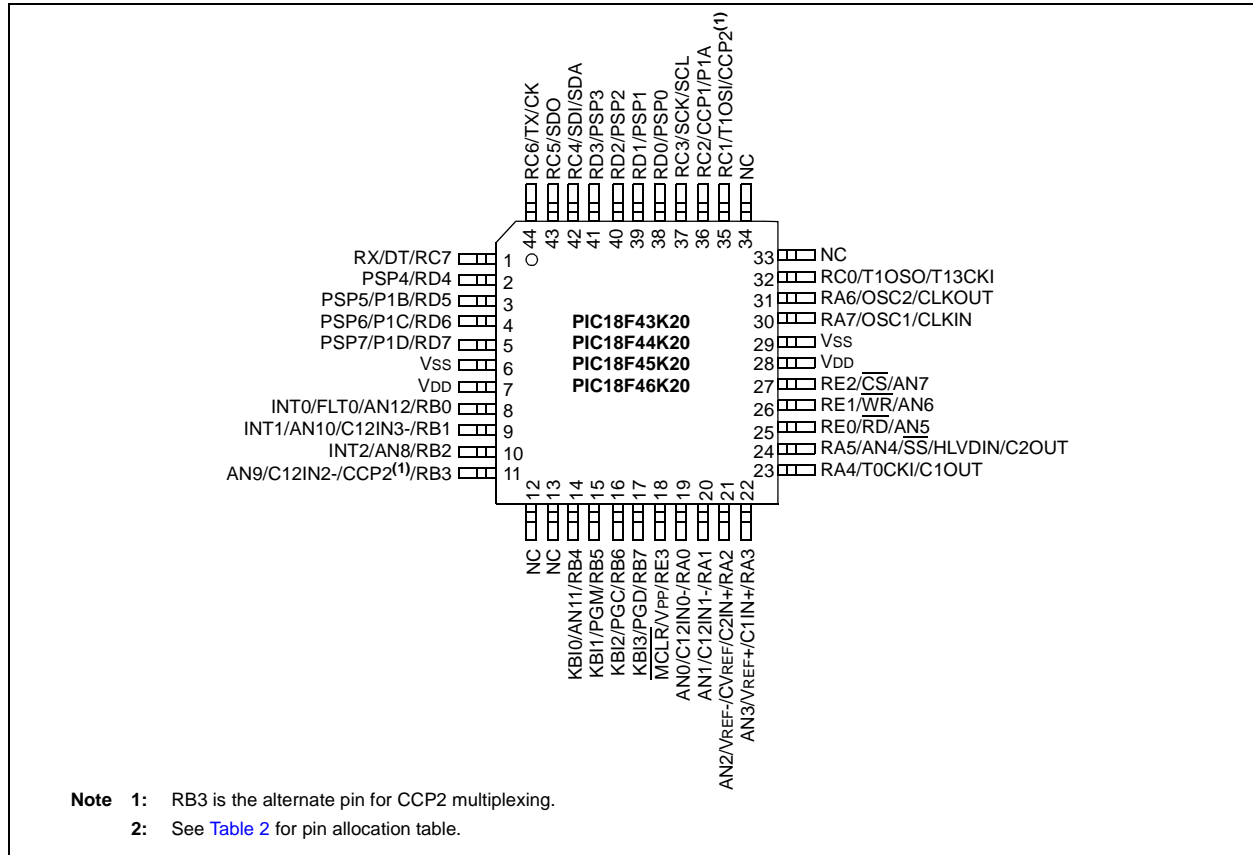 RC6/TX/CK
RC5/SDO
RC4/SDI/SDA
RD3/PSP3
RD2/PSP2
RD1/PSP1
RD0/PSP0
RC3/SCK/SCL
RC2/CCP1/P1A
RC1/T1OSI/CCP2(1)
NC
44
43
42
41
40
39
38
37
36
35
34
RX/DT/RC7 1
PSP4/RD4 2
PSP5/P1B/RD5 3
PSP6/P1C/RD6 4
PSP7/P1D/RD7 5
VSS 6
VDD 7
INT0/FLT0/AN12/RB0 8
INT1/AN10/C12IN3-/RB1 9
INT2/AN8/RB2 10
AN9/C12IN2-/CCP2(1)/RB3 11
PIC18F43K20
PIC18F44K20
PIC18F45K20
PIC18F46K20
33 NC
32 RC0/T1OSO/T13CKI
31 RA6/OSC2/CLKOUT
30 RA7/OSC1/CLKIN
29 VSS
28 VDD
27 RE2/CS/AN7
26 RE1/WR/AN6
25 RE0/RD/AN5
24 RA5/AN4/SS/HLVDIN/C2OUT
23 RA4/T0CKI/C1OUT
12
13
14
15
16
17
18
19
20
21
22
NC
NC
KBI0/AN11/RB4
KBI1/PGM/RB5
KBI2/PGC/RB6
KBI3/PGD/RB7
MCLR/VPP/RE3
AN0/C12IN0-/RA0
AN1/C12IN1-/RA1
AN2/VREF-/CVREF/C2IN+/RA2
AN3/VREF+/C1IN+/RA3
Note 1: RB3 is the alternate pin for CCP2 multiplexing.
2: See Table 2 for pin allocation table.